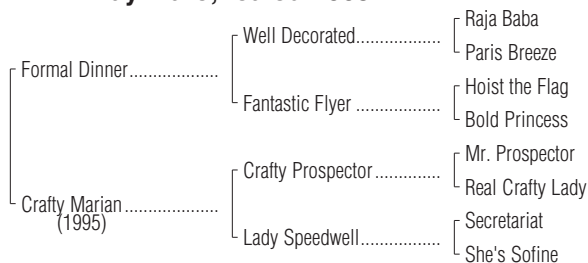 Raja Baba
Well Decorated....................
Paris Breeze
Formal Dinner.....................
Hoist the Flag
Fantastic Flyer ....................
Bold Princess
Mr. Prospector
Crafty Prospector................
Real Crafty Lady
Crafty Marian......................
(1995)
Secretariat
Lady Speedwell...................
She's Sofine